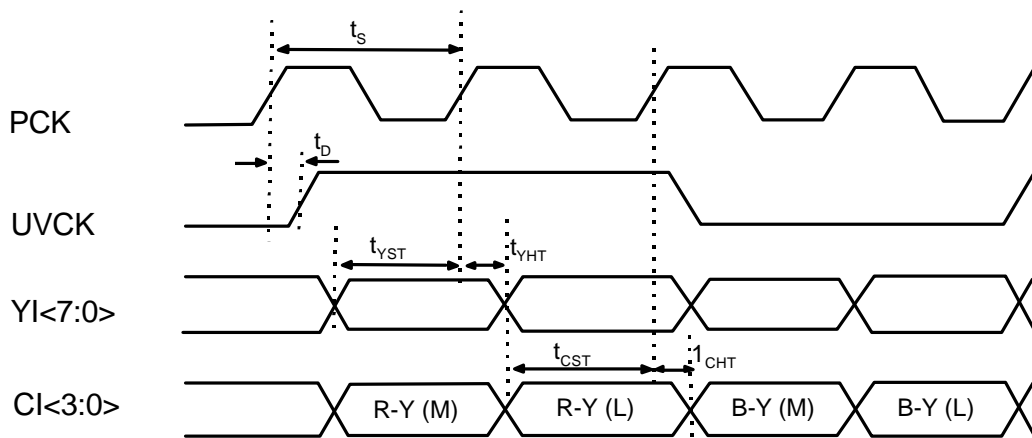 tS
PCK
tD
UVCK
tYST
tYHT
YI<7:0>
tCST
1CHT
CI<3:0>
R-Y (M)
R-Y (L)
B-Y (M)
B-Y (L)